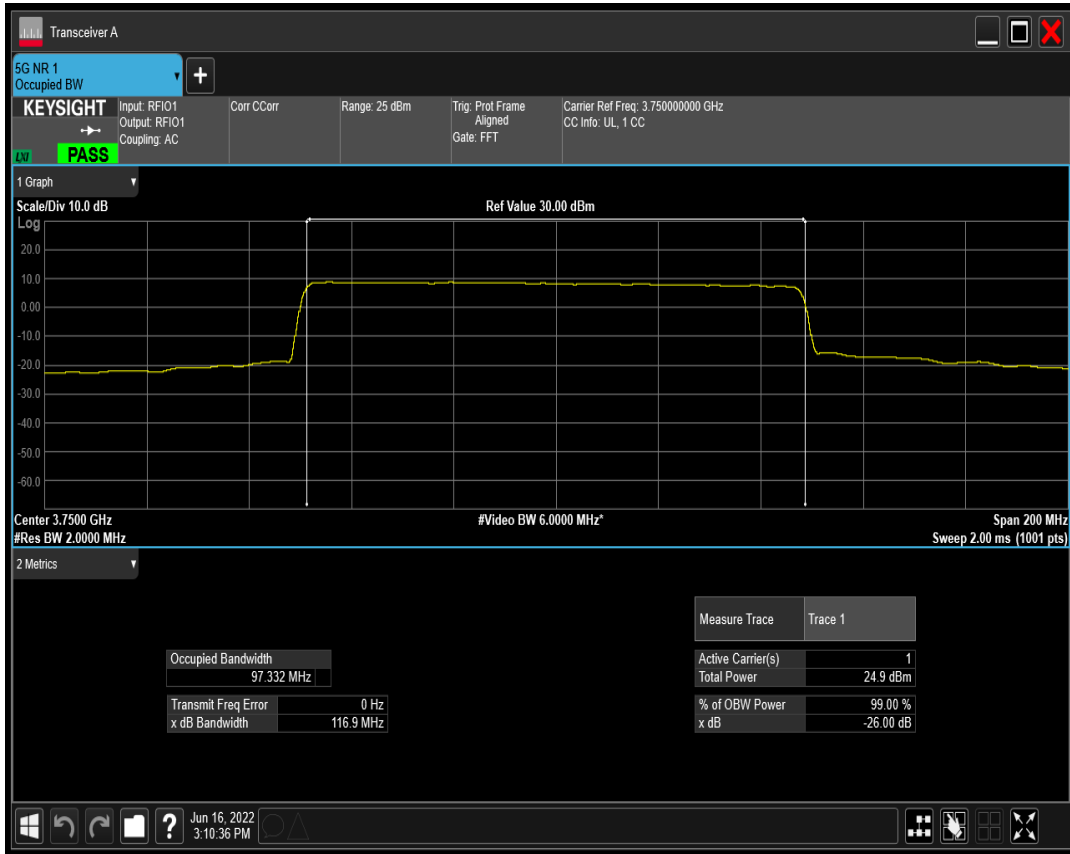 Transceiver A
5G NR 1
Occupied BW
+
KEYSIGHT
LXI
PASS
Input: RFIO1
Output: RFIO1
Coupling: AC
Corr CCorr
Range: 25 dBm
Trig: Prot Frame
Aligned
Gate: FFT
Carrier Ref Freq: 3.750000000 GHz
CC Info: UL, 1 CC
1 Graph
Scale/Div 10.0 dB
Ref Value 30.00 dBm
Log
20.0
10.0
0.00
-10.0
-20.0
-30.0
-40.0
-50.0
-60.0
Center 3.7500 GHz
#Video BW 6.0000 MHz*
Span 200 MHz
#Res BW 2.0000 MHz
Sweep 2.00 ms (1001 pts)
2 Metrics
Measure Trace Trace 1
Occupied Bandwidth
97.332 MHz
Active Carrier(s) 1
Total Power 24.9 dBm
Transmit Freq Error 0 Hz
x dB Bandwidth 116.9 MHz
% of OBW Power 99.00 %
x dB -26.00 dB
?
Jun 16, 2022
3:10:36 PM